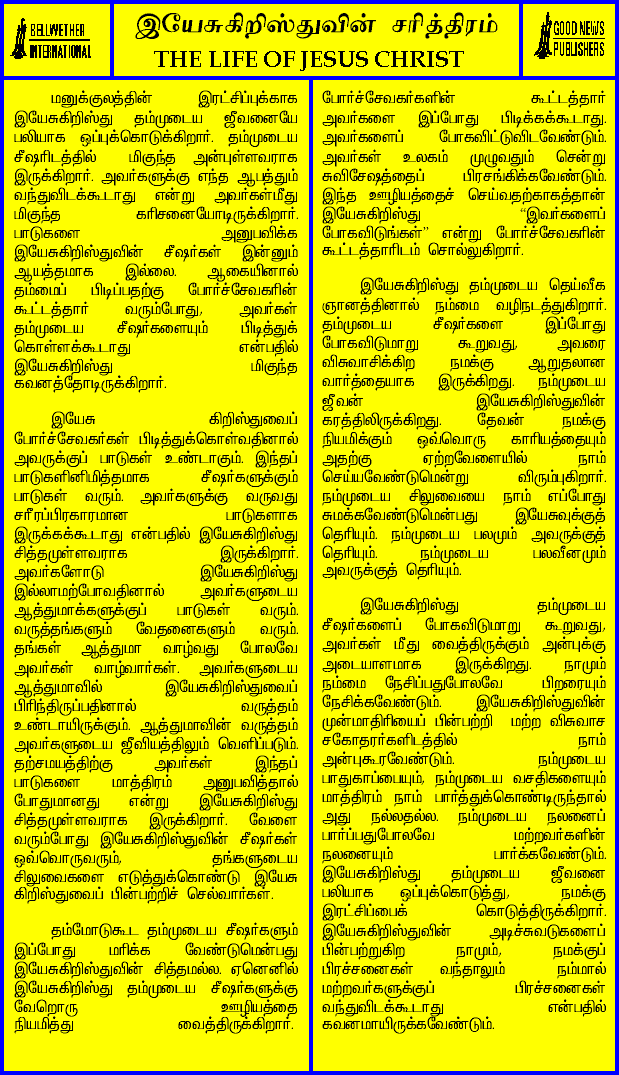 BELLWETHER
INTERNATIONAL
இயேசுகிறிஸ்துவின் சரித்திரம்
THE LIFE OF JESUS CHRIST
GOOD NEWS
PUBLISHERS
மனுக்குலத்தின் இரட்சிப்புக்காக
இயேசுகிறிஸ்து தம்முடைய ஜீவனையே
பலியாக ஒப்புக்கொடுக்கிறார். தம்முடைய
சீஷரிடத்தில் மிகுந்த அன்புள்ளவராக
இருக்கிறார். அவர்களுக்கு எந்த ஆபத்தும்
வந்துவிடக்கூடாது என்று அவர்கள்மீது
மிகுந்த கரிசனையோடிருக்கிறார்.
பாடுகளை அனுபவிக்க
இயேசுகிறிஸ்துவின் சீஷர்கள் இன்னும்
ஆயத்தமாக இல்லை. ஆகையினால்
தம்மைப் பிடிப்பதற்கு போர்ச்சேவகரின்
கூட்டத்தார் வரும்போது, அவர்கள்
தம்முடைய சீஷர்களையும் பிடித்துக்
கொள்ளக்கூடாது என்பதில்
இயேசுகிறிஸ்து மிகுந்த
கவனத்தோடிருக்கிறார்.
இயேசு கிறிஸ்துவைப்
போர்ச்சேவகர்கள் பிடித்துக்கொள்வதினால்
அவருக்குப் பாடுகள் உண்டாகும். இந்தப்
பாடுகளினிமித்தமாக சீஷர்களுக்கும்
பாடுகள் வரும். அவர்களுக்கு வருவது
சரீரப்பிரகாரமான பாடுகளாக
இருக்கக்கூடாது என்பதில் இயேசுகிறிஸ்து
சித்தமுள்ளவராக இருக்கிறார்.
அவர்களோடு இயேசுகிறிஸ்து
இல்லாமற்போவதினால் அவர்களுடைய
ஆத்துமாக்களுக்குப் பாடுகள் வரும்.
வருத்தங்களும் வேதனைகளும் வரும்.
தங்கள் ஆத்துமா வாழ்வது போலவே
அவர்கள் வாழ்வார்கள். அவர்களுடைய
ஆத்துமாவில் இயேசுகிறிஸ்துவைப்
பிரிந்திருப்பதினால் வருத்தம்
உண்டாயிருக்கும். ஆத்துமாவின் வருத்தம்
அவர்களுடைய ஜீவியத்திலும் வெளிப்படும்.
தற்சமயத்திற்கு அவர்கள் இந்தப்
பாடுகளை மாத்திரம் அனுபவித்தால்
போதுமானது என்று இயேசுகிறிஸ்து
சித்தமுள்ளவராக இருக்கிறார். வேளை
வரும்போது இயேசுகிறிஸ்துவின் சீஷர்கள்
ஒவ்வொருவரும், தங்களுடைய
சிலுவைகளை எடுத்துக்கொண்டு இயேசு
கிறிஸ்துவைப் பின்பற்றிச் செல்வார்கள்.
தம்மோடுகூட தம்முடைய சீஷர்களும்
இப்போது மரிக்க வேண்டுமென்பது
இயேசுகிறிஸ்துவின் சித்தமல்ல. ஏனெனில்
இயேசுகிறிஸ்து தம்முடைய சீஷர்களுக்கு
வேறொரு ஊழியத்தை
நியமித்து வைத்திருக்கிறார்.
போர்ச்சேவகர்களின் கூட்டத்தார்
அவர்களை இப்போது பிடிக்கக்கூடாது.
அவர்களைப் போகவிட்டுவிடவேண்டும்.
அவர்கள் உலகம் முழுவதும் சென்று
சுவிசேஷத்தைப் பிரசங்கிக்கவேண்டும்.
இந்த ஊழியத்தைச் செய்வதற்காகத்தான்
இயேசுகிறிஸ்து “இவர்களைப்
போகவிடுங்கள்” என்று போர்ச்சேவகரின்
கூட்டத்தாரிடம் சொல்லுகிறார்.
இயேசுகிறிஸ்து தம்முடைய தெய்வீக
ஞானத்தினால் நம்மை வழிநடத்துகிறார்.
தம்முடைய சீஷர்களை இப்போது
போகவிடுமாறு கூறுவது, அவரை
விசுவாசிக்கிற நமக்கு ஆறுதலான
வார்த்தையாக இருக்கிறது. நம்முடைய
ஜீவன் இயேசுகிறிஸ்துவின்
கரத்திலிருக்கிறது. தேவன் நமக்கு
நியமிக்கும் ஒவ்வொரு காரியத்தையும்
அதற்கு ஏற்றவேளையில் நாம்
செய்யவேண்டுமென்று விரும்புகிறார்.
நம்முடைய சிலுவையை நாம் எப்போது
சுமக்கவேண்டுமென்பது இயேசுவுக்குத்
தெரியும். நம்முடைய பலமும் அவருக்குத்
தெரியும். நம்முடைய பலவீனமும்
அவருக்குத் தெரியும்.
இயேசுகிறிஸ்து தம்முடைய
சீஷர்களைப் போகவிடுமாறு கூறுவது,
அவர்கள் மீது வைத்திருக்கும் அன்புக்கு
அடையாளமாக இருக்கிறது. நாமும்
நம்மை நேசிப்பதுபோலவே பிறரையும்
நேசிக்கவேண்டும். இயேசுகிறிஸ்துவின்
முன்மாதிரியைப் பின்பற்றி மற்ற விசுவாச
சகோதரர்களிடத்தில் நாம்
அன்புகூரவேண்டும். நம்முடைய
பாதுகாப்பையும், நம்முடைய வசதிகளையும்
மாத்திரம் நாம் பார்த்துக்கொண்டிருந்தால்
அது நல்லதல்ல. நம்முடைய நலனைப்
பார்ப்பதுபோலவே மற்றவர்களின்
நலனையும் பார்க்கவேண்டும்.
இயேசுகிறிஸ்து தம்முடைய ஜீவனை
பலியாக ஒப்புக்கொடுத்து, நமக்கு
இரட்சிப்பைக் கொடுத்திருக்கிறார்.
இயேசுகிறிஸ்துவின் அடிச்சுவடுகளைப்
பின்பற்றுகிற நாமும், நமக்குப்
பிரச்சனைகள் வந்தாலும் நம்மால்
மற்றவர்களுக்குப் பிரச்சனைகள்
வந்துவிடக்கூடாது என்பதில்
கவனமாயிருக்கவேண்டும்.